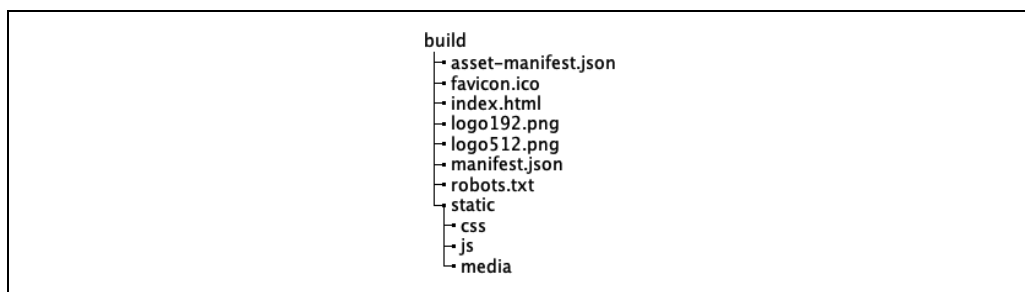 build
asset-manifest.json
favicon.ico
index.html
logo192.png
logo512.png
manifest.json
robots.txt
static
css
js
media